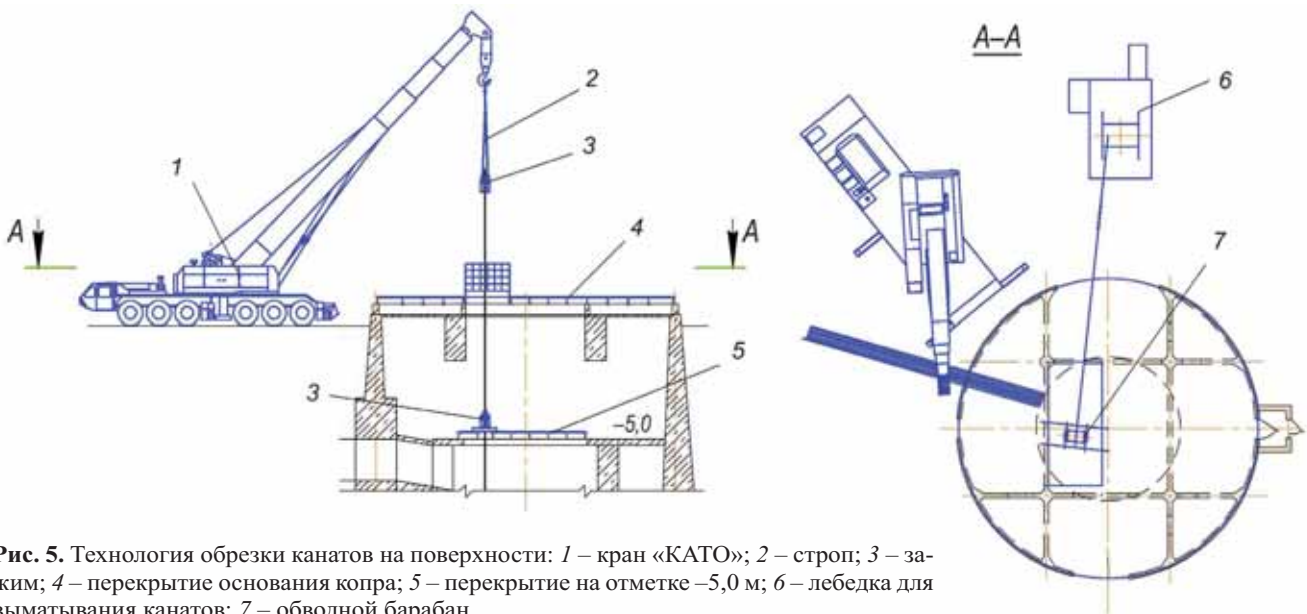 А–А
1
2
3
4
А
А
5
3
–5,0
6
7
Рис. 5. Технология обрезки канатов на поверхности: 1 – кран «КАТО»; 2 – строп; 3 – за-
жим; 4 – перекрытие основания копра; 5 – перекрытие на отметке –5,0 м; 6 – лебедка для
выматывания канатов; 7 – обводной барабан